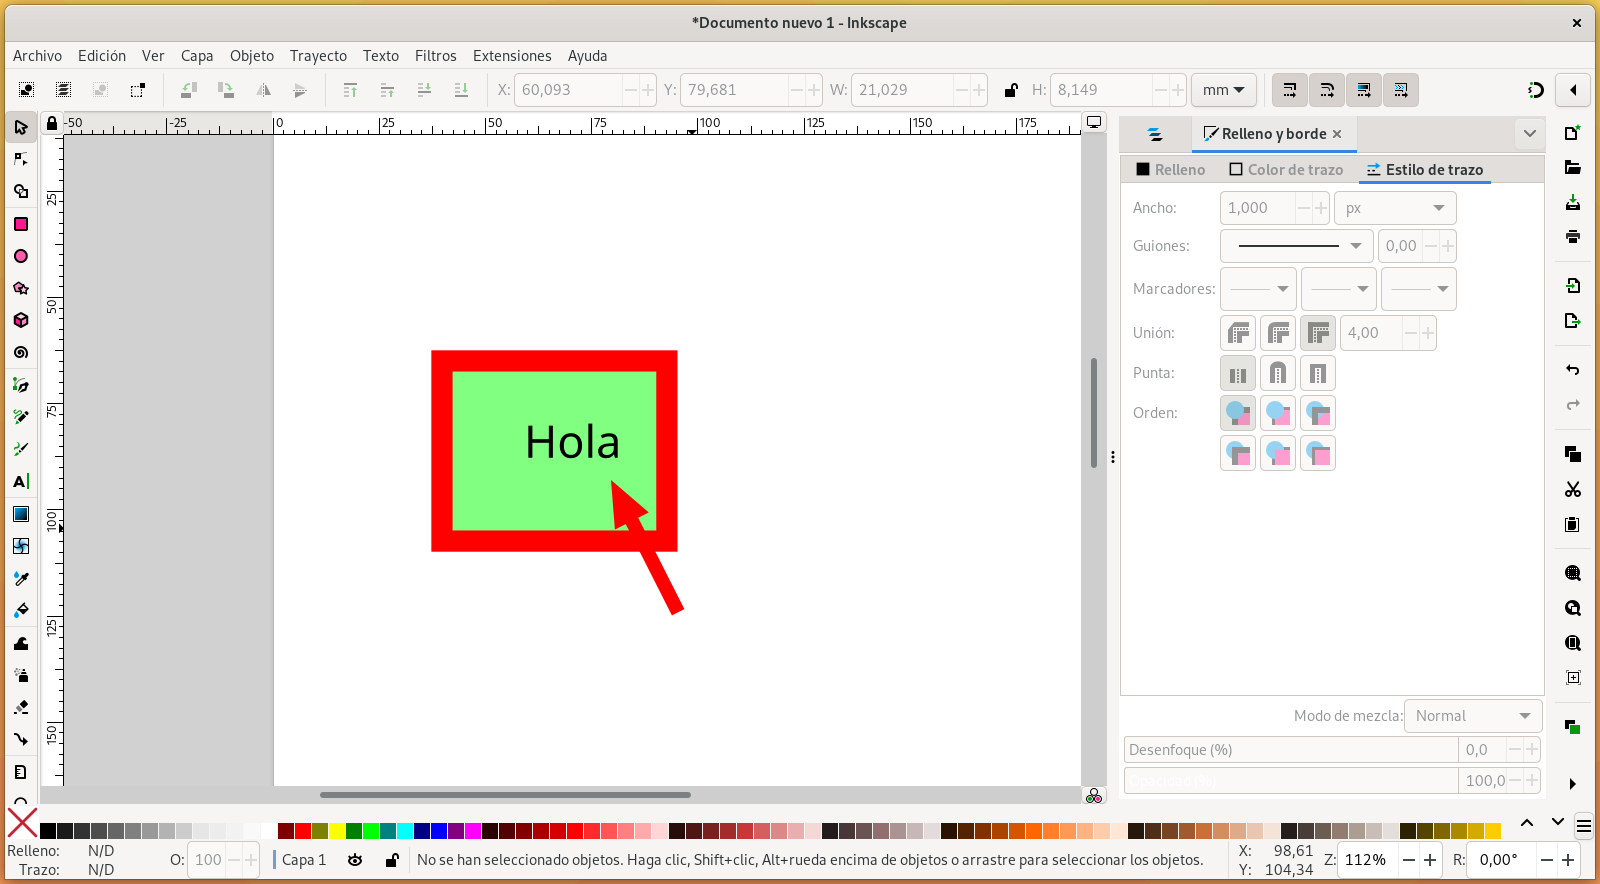 *Documento nuevo 1 - Inkscape
Archivo Edición Ver Capa Objeto Trayecto Texto Filtros Extensiones Ayuda
X: 60,093 Y: 79,681 W: 21,029 H: 8,149 mm
-50 -25 0 25 50 75 100 125 150 175
25
50
75
100
125
150
Hola
Relleno y borde
Relleno Color de trazo Estilo de trazo
Ancho: 1,000 px
Guiones: 0,00
Marcadores:
Unión: 4,00
Punta:
Orden:
Modo de mezcla: Normal
Desenfoque (%) 0,0
Opacidad (%) 100,0
Relleno: N/D
Trazo: N/D
O: 100
Capa 1
No se han seleccionado objetos. Haga clic, Shift+clic, Alt+rueda encima de objetos o arrastre para seleccionar los objetos.
X: 98,61
Y: 104,34
Z: 112%
R: 0,00°